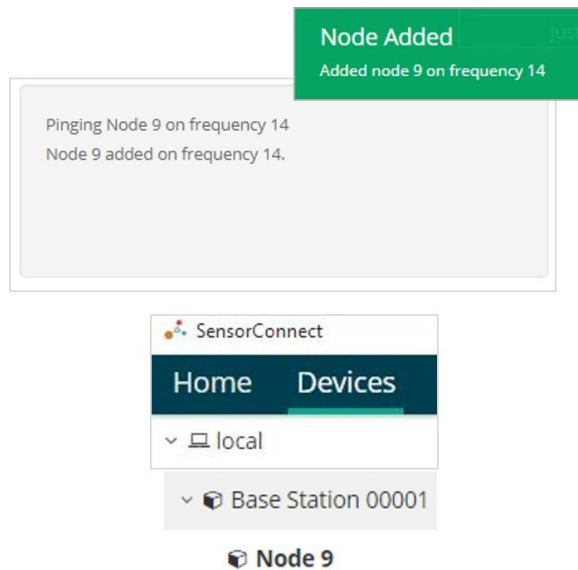 Node Added
Added node 9 on frequency 14
Pinging Node 9 on frequency 14
Node 9 added on frequency 14.
SensorConnect
Home Devices
local
Base Station 00001
Node 9